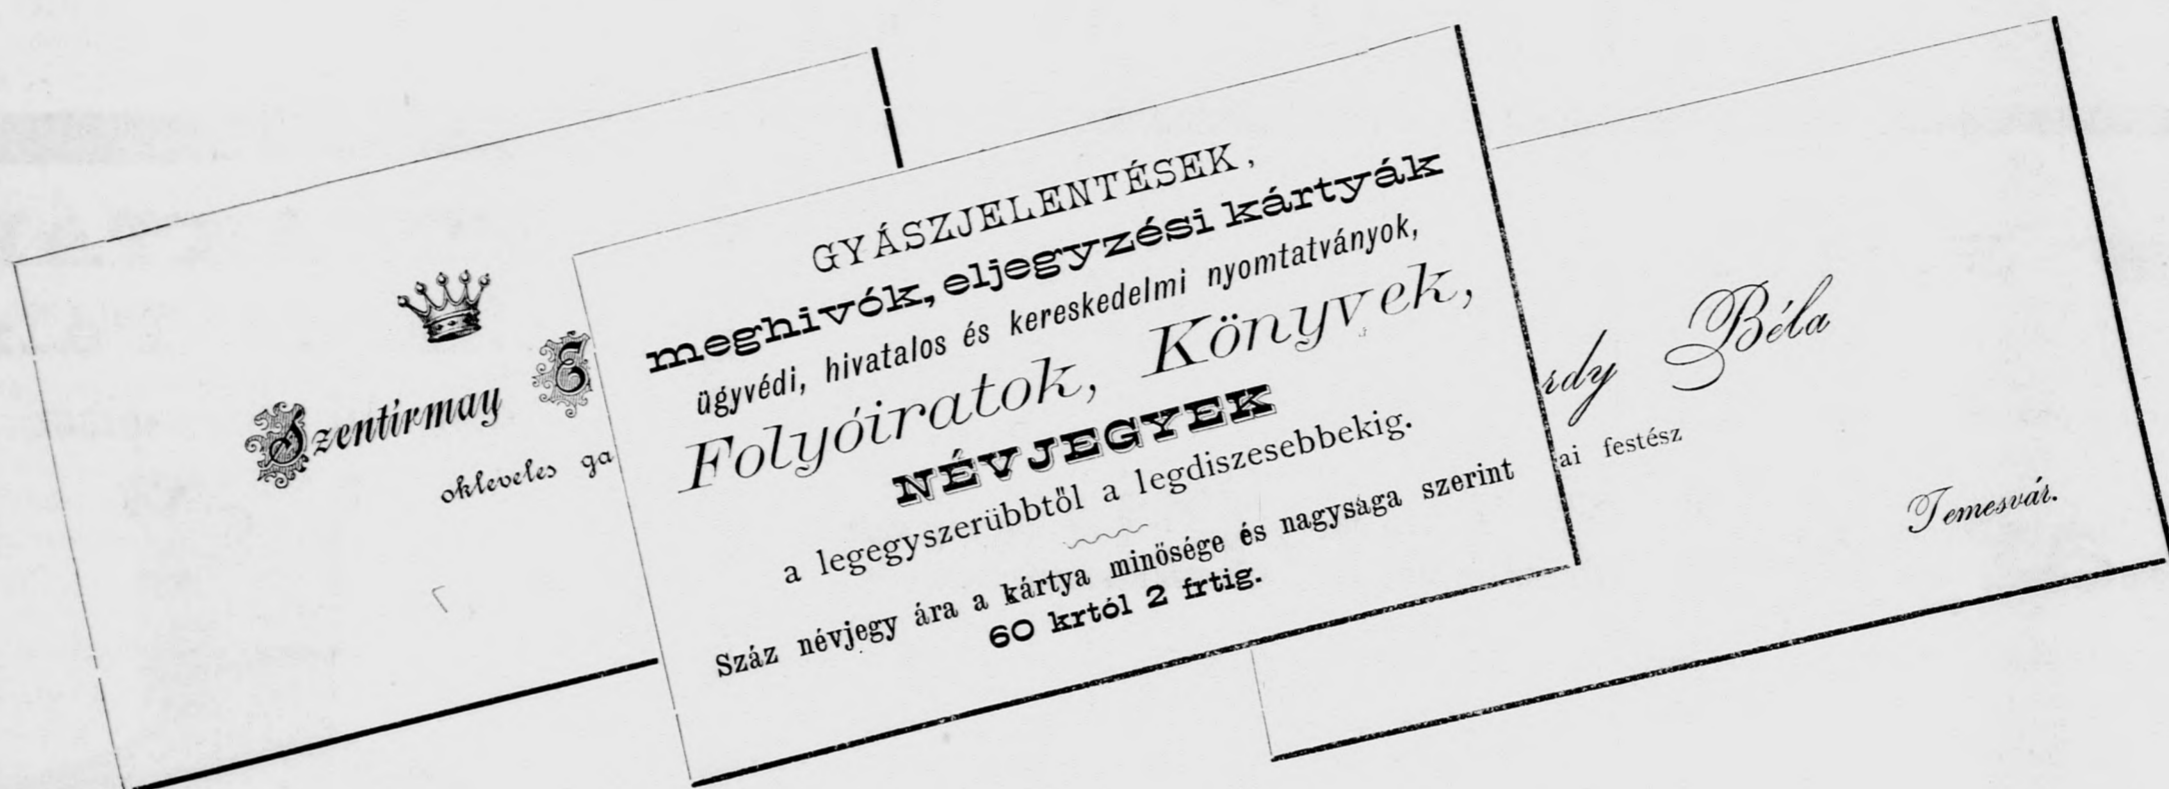 Szentirmay E
okleveles ga
GYÁSZJELENTÉSEK,
meghivók, eljegyzési kártyák
ügyvédi, hivatalos és kereskedelmi nyomtatványok,
Folyóiratok, Könyvek,
NÉVJEGYEK
a legegyszerübbtől a legdiszesebbekig.
Száz névjegy ára a kártya minösége és nagysága szerint
60 krtól 2 frtig.
rdy Béla
ai festész
Temesvár.